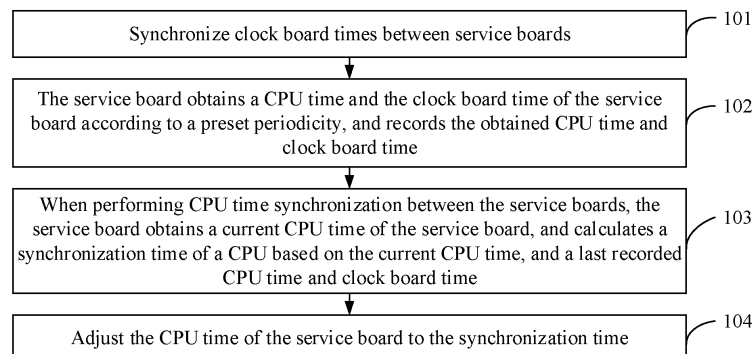 Synchronize clock board times between service boards
101
The service board obtains a CPU time and the clock board time of the service
board according to a preset periodicity, and records the obtained CPU time and
clock board time
102
When performing CPU time synchronization between the service boards, the
service board obtains a current CPU time of the service board, and calculates a
synchronization time of a CPU based on the current CPU time, and a last recorded
CPU time and clock board time
103
Adjust the CPU time of the service board to the synchronization time
104